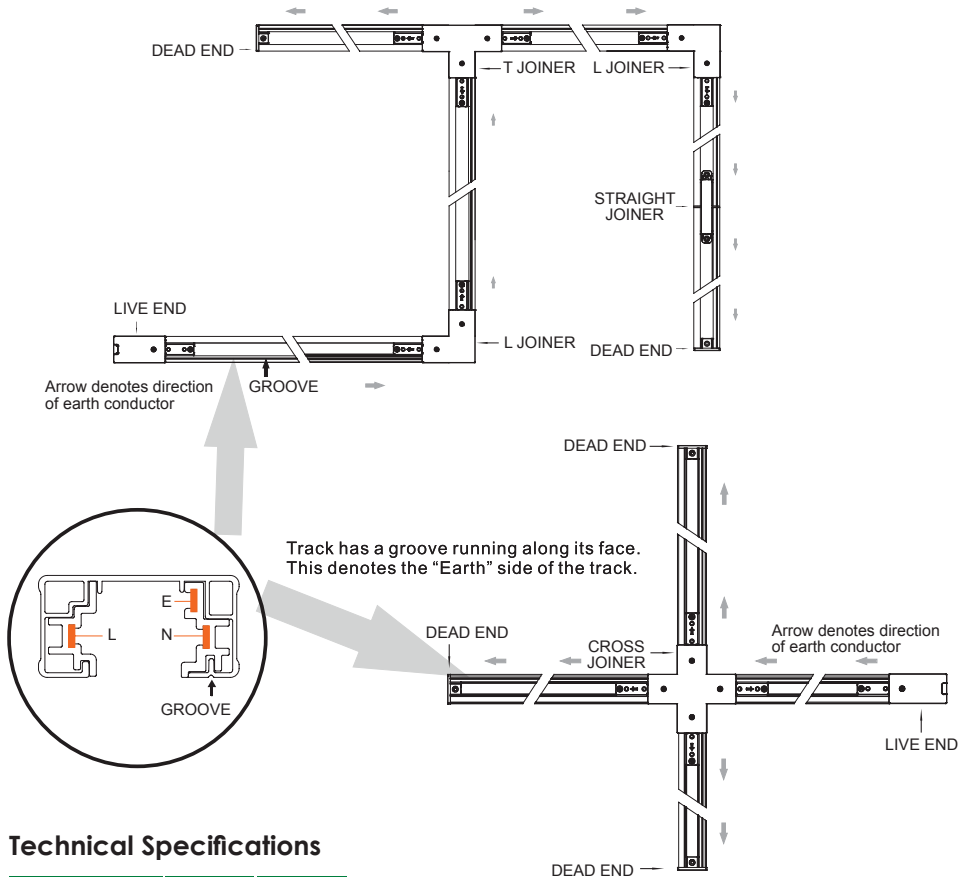 DEAD END
T JOINER
L JOINER
STRAIGHT
JOINER
LIVE END
L JOINER
DEAD END
Arrow denotes direction
of earth conductor
GROOVE
DEAD END
Track has a groove running along its face.
This denotes the “Earth” side of the track.
E
L
N
GROOVE
DEAD END
CROSS
JOINER
Arrow denotes direction
of earth conductor
LIVE END
Technical Specifications
DEAD END